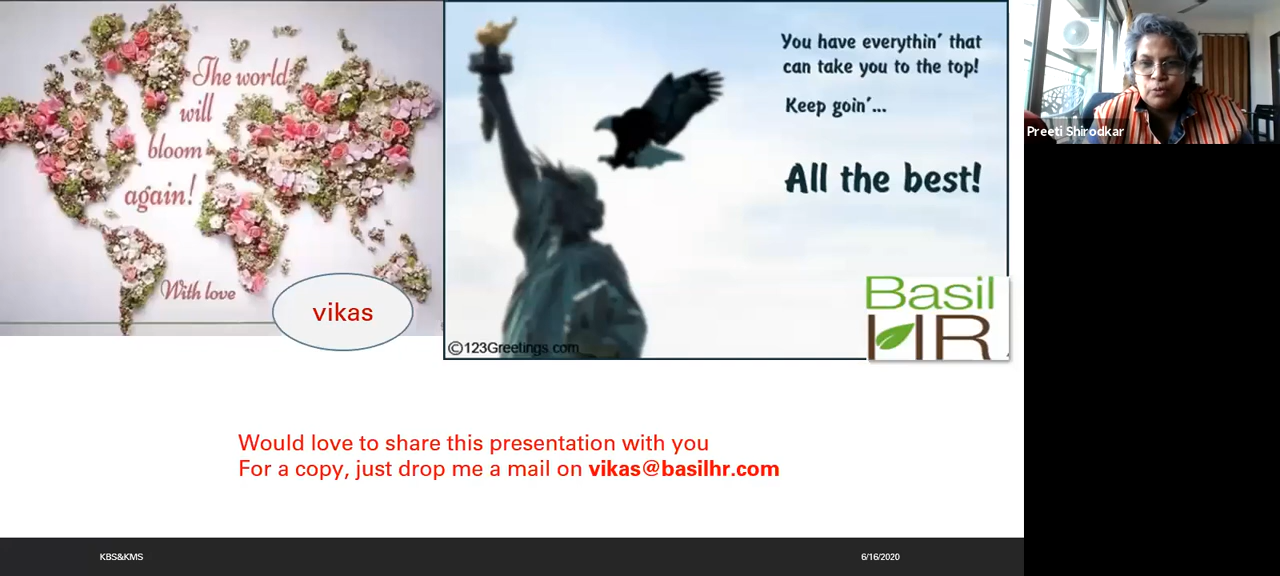 The world
will
bloom
again!
With love
vikas
You have everythin' that
can take you to the top!
Keep goin'...
All the best!
©123Greetings.com
Basil
HR
Preeti Shirodkar
Would love to share this presentation with you
For a copy, just drop me a mail on vikas@basilhr.com
KBS&KMS
6/16/2020